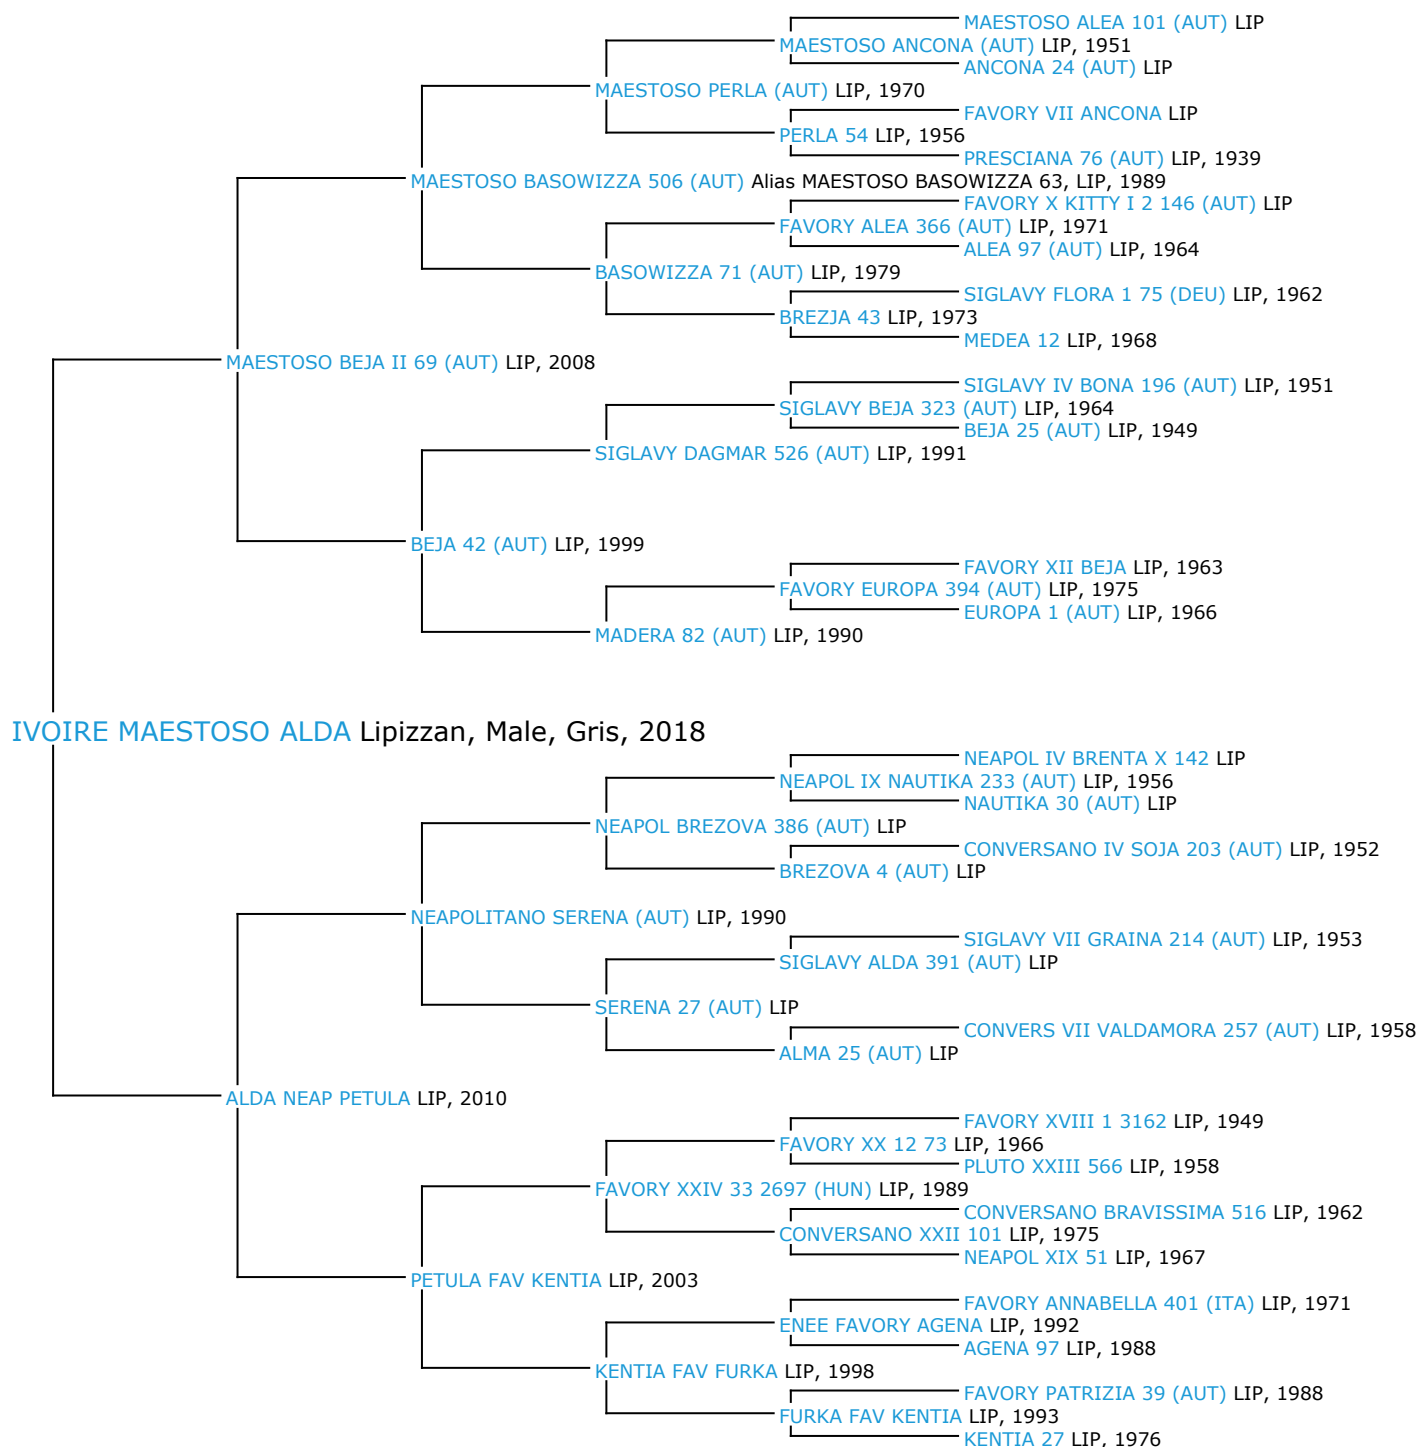 MAESTOSO ALEA 101 (AUT) LIP
MAESTOSO ANCONA (AUT) LIP, 1951
ANCONA 24 (AUT) LIP
MAESTOSO PERLA (AUT) LIP, 1970
FAVORY VII ANCONA LIP
PERLA 54 LIP, 1956
PRESCIANA 76 (AUT) LIP, 1939
MAESTOSO BASOWIZZA 506 (AUT) Alias MAESTOSO BASOWIZZA 63, LIP, 1989
FAVORY X KITTY I 2 146 (AUT) LIP
FAVORY ALEA 366 (AUT) LIP, 1971
ALEA 97 (AUT) LIP, 1964
BASOWIZZA 71 (AUT) LIP, 1979
SIGLAVY FLORA 1 75 (DEU) LIP, 1962
BREZJA 43 LIP, 1973
MEDEA 12 LIP, 1968
MAESTOSO BEJA II 69 (AUT) LIP, 2008
SIGLAVY IV BONA 196 (AUT) LIP, 1951
SIGLAVY BEJA 323 (AUT) LIP, 1964
BEJA 25 (AUT) LIP, 1949
SIGLAVY DAGMAR 526 (AUT) LIP, 1991
BEJA 42 (AUT) LIP, 1999
FAVORY XII BEJA LIP, 1963
FAVORY EUROPA 394 (AUT) LIP, 1975
EUROPA 1 (AUT) LIP, 1966
MADERA 82 (AUT) LIP, 1990
IVOIRE MAESTOSO ALDA Lipizzan, Male, Gris, 2018
NEAPOL IV BRENTA X 142 LIP
NEAPOL IX NAUTIKA 233 (AUT) LIP, 1956
NAUTIKA 30 (AUT) LIP
NEAPOL BREZOVA 386 (AUT) LIP
CONVERSANO IV SOJA 203 (AUT) LIP, 1952
BREZOVA 4 (AUT) LIP
NEAPOLITANO SERENA (AUT) LIP, 1990
SIGLAVY VII GRAINA 214 (AUT) LIP, 1953
SIGLAVY ALDA 391 (AUT) LIP
SERENA 27 (AUT) LIP
CONVERS VII VALDAMORA 257 (AUT) LIP, 1958
ALMA 25 (AUT) LIP
ALDA NEAP PETULA LIP, 2010
FAVORY XVIII 1 3162 LIP, 1949
FAVORY XX 12 73 LIP, 1966
PLUTO XXIII 566 LIP, 1958
FAVORY XXIV 33 2697 (HUN) LIP, 1989
CONVERSANO BRAVISSIMA 516 LIP, 1962
CONVERSANO XXII 101 LIP, 1975
NEAPOL XIX 51 LIP, 1967
PETULA FAV KENTIA LIP, 2003
FAVORY ANNABELLA 401 (ITA) LIP, 1971
ENEE FAVORY AGENA LIP, 1992
AGENA 97 LIP, 1988
KENTIA FAV FURKA LIP, 1998
FAVORY PATRIZIA 39 (AUT) LIP, 1988
FURKA FAV KENTIA LIP, 1993
KENTIA 27 LIP, 1976